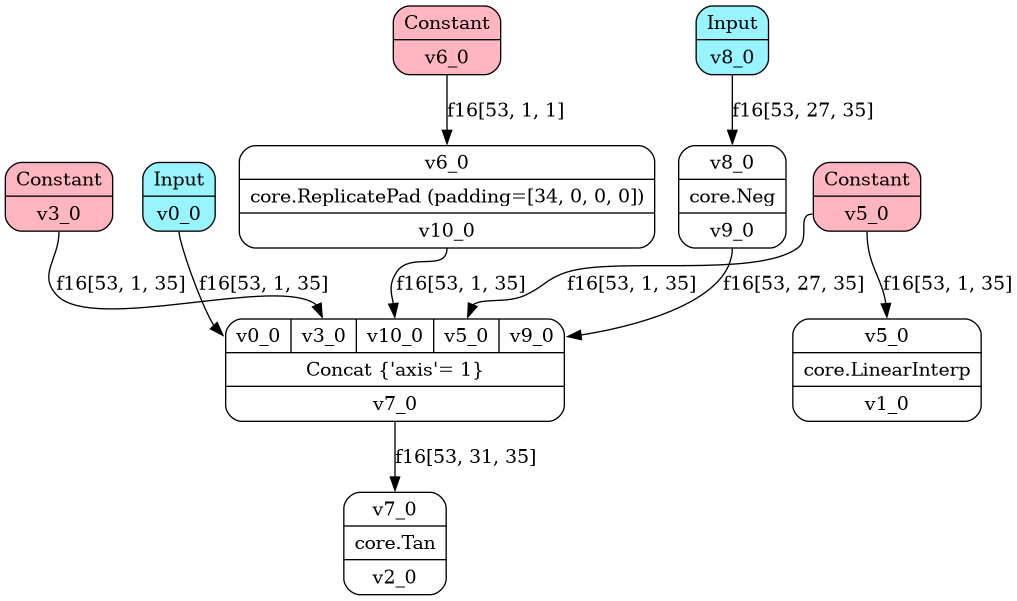 Constant
v6_0
Input
v8_0
f16[53, 1, 1]
f16[53, 27, 35]
Constant
v3_0
Input
v0_0
v6_0
core.ReplicatePad (padding=[34, 0, 0, 0])
v10_0
v8_0
core.Neg
v9_0
Constant
v5_0
f16[53, 1, 35]
f16[53, 1, 35]
f16[53, 1, 35]
f16[53, 1, 35]
f16[53, 27, 35]
f16[53, 1, 35]
v0_0
v3_0
v10_0
v5_0
v9_0
Concat {'axis'= 1}
v7_0
v5_0
core.LinearInterp
v1_0
f16[53, 31, 35]
v7_0
core.Tan
v2_0